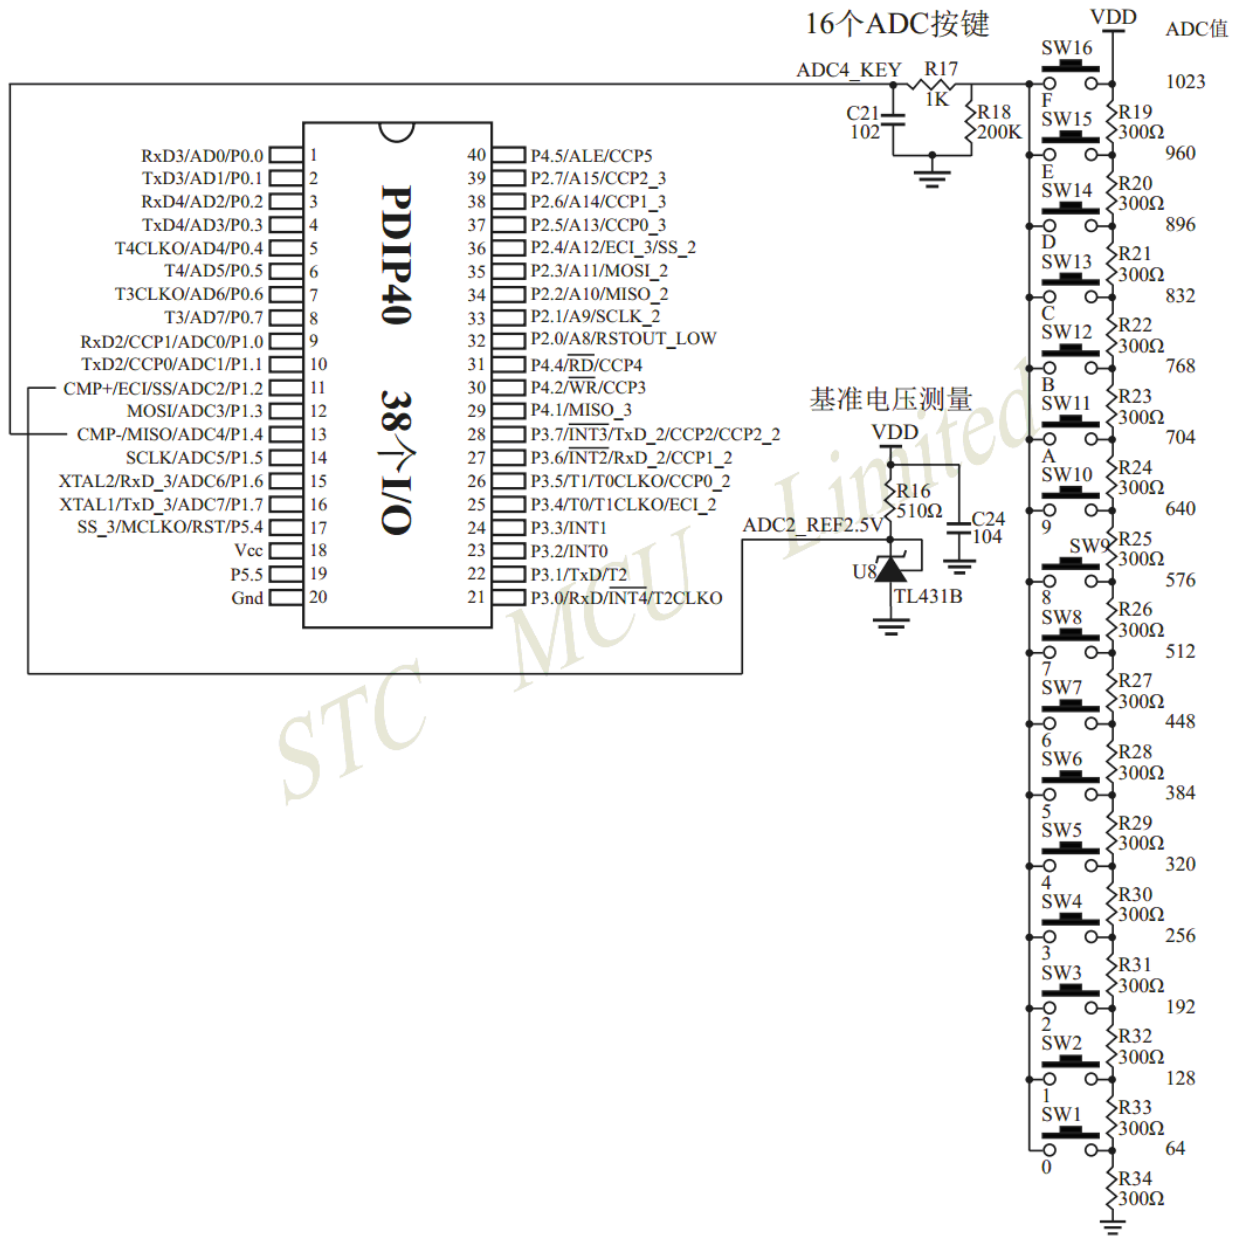 16个ADC按键
VDD
ADC值
ADC4_KEY
R17
1K
C21
102
R18
200K
SW16
F
1023
R19
300Ω
SW15
E
960
R20
300Ω
SW14
D
896
R21
300Ω
SW13
C
832
R22
300Ω
SW12
B
768
R23
300Ω
SW11
A
704
R24
300Ω
SW10
9
640
R25
300Ω
SW9
8
576
R26
300Ω
SW8
7
512
R27
300Ω
SW7
6
448
R28
300Ω
SW6
5
384
R29
300Ω
SW5
4
320
R30
300Ω
SW4
3
256
R31
300Ω
SW3
2
192
R32
300Ω
SW2
1
128
R33
300Ω
SW1
0
64
R34
300Ω
PDIP40 38个I/O
RxD3/AD0/P0.0 1
TxD3/AD1/P0.1 2
RxD4/AD2/P0.2 3
TxD4/AD3/P0.3 4
T4CLKO/AD4/P0.4 5
T4/AD5/P0.5 6
T3CLKO/AD6/P0.6 7
T3/AD7/P0.7 8
RxD2/CCP1/ADC0/P1.0 9
TxD2/CCP0/ADC1/P1.1 10
CMP+/ECI/SS/ADC2/P1.2 11
MOSI/ADC3/P1.3 12
CMP-/MISO/ADC4/P1.4 13
SCLK/ADC5/P1.5 14
XTAL2/RxD_3/ADC6/P1.6 15
XTAL1/TxD_3/ADC7/P1.7 16
SS_3/MCLKO/RST/P5.4 17
Vcc 18
P5.5 19
Gnd 20
40 P4.5/ALE/CCP5
39 P2.7/A15/CCP2_3
38 P2.6/A14/CCP1_3
37 P2.5/A13/CCP0_3
36 P2.4/A12/ECI_3/SS_2
35 P2.3/A11/MOSI_2
34 P2.2/A10/MISO_2
33 P2.1/A9/SCLK_2
32 P2.0/A8/RSTOUT_LOW
31 P4.4/RD/CCP4
30 P4.2/WR/CCP3
29 P4.1/MISO_3
28 P3.7/INT3/TxD_2/CCP2/CCP2_2
27 P3.6/INT2/RxD_2/CCP1_2
26 P3.5/T1/T0CLKO/CCP0_2
25 P3.4/T0/T1CLKO/ECI_2
24 P3.3/INT1
23 P3.2/INT0
22 P3.1/TxD/T2
21 P3.0/RxD/INT4/T2CLKO
基准电压测量
VDD
R16
510Ω
ADC2_REF2.5V
C24
104
U8
TL431B
STC MCU Limited